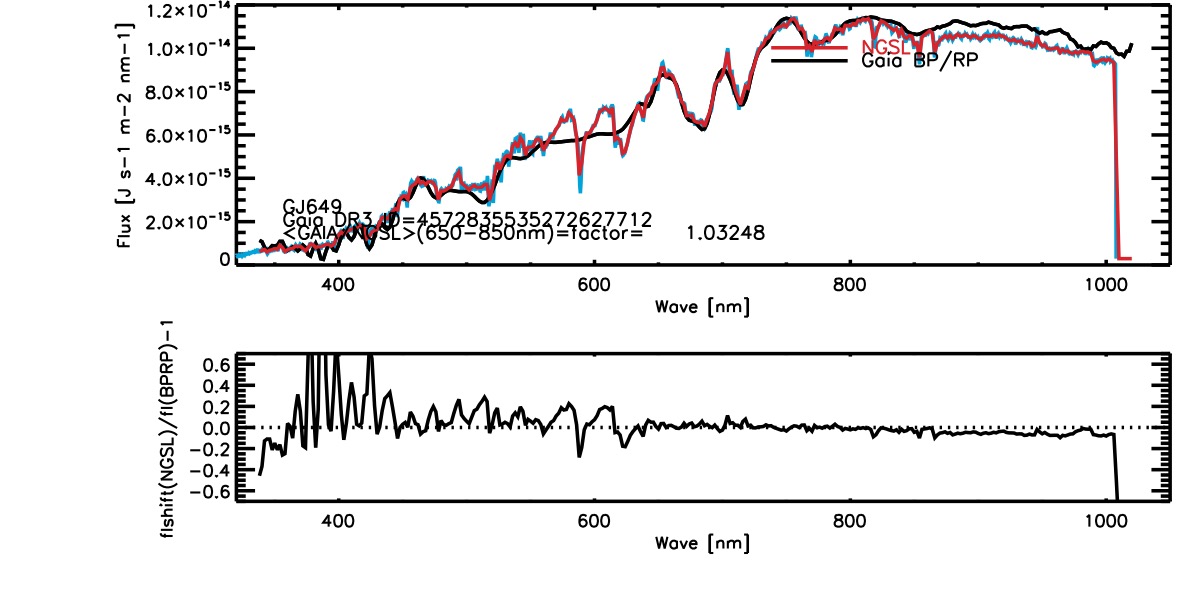 1.2×10⁻¹⁴
1.0×10⁻¹⁴
8.0×10⁻¹⁵
6.0×10⁻¹⁵
4.0×10⁻¹⁵
2.0×10⁻¹⁵
0
Flux [J s−1 m−2 nm−1]
NGSL
Gaia BP/RP
GJ649
Gaia DR3 ID=4572835535272627712
<GAIA/NGSL>(650−850nm)=factor= 1.03248
400 600 800 1000
Wave [nm]
0.6
0.4
0.2
0.0
−0.2
−0.4
−0.6
flshift(NGSL)/fl(BPRP)−1
400 600 800 1000
Wave [nm]